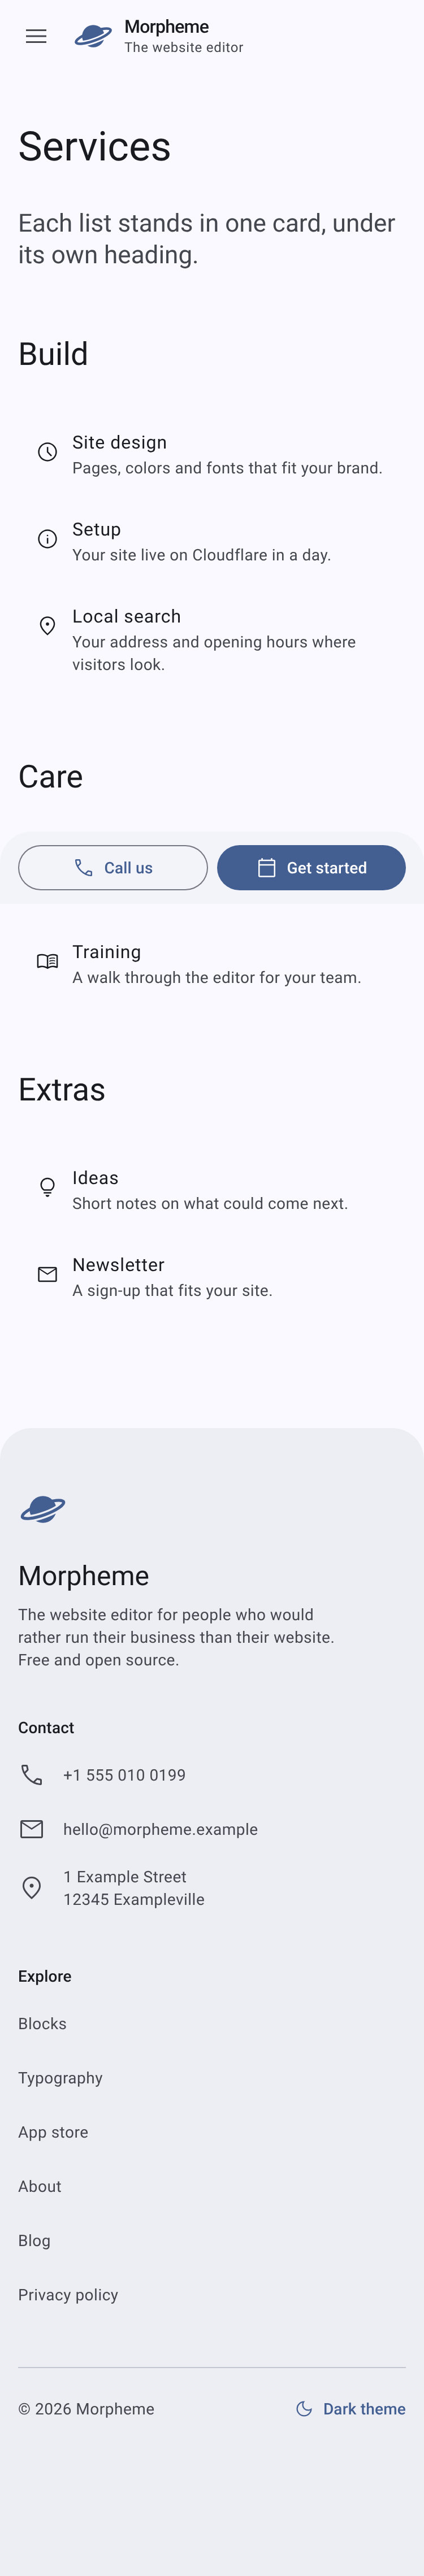 Morpheme
The website editor
Services
Each list stands in one card, under
its own heading.
Build
Site design
Pages, colors and fonts that fit your brand.
Setup
Your site live on Cloudflare in a day.
Local search
Your address and opening hours where
visitors look.
Care
Call us
Get started
Training
A walk through the editor for your team.
Extras
Ideas
Short notes on what could come next.
Newsletter
A sign-up that fits your site.
Morpheme
The website editor for people who would
rather run their business than their website.
Free and open source.
Contact
+1 555 010 0199
hello@morpheme.example
1 Example Street
12345 Exampleville
Explore
Blocks
Typography
App store
About
Blog
Privacy policy
© 2026 Morpheme
Dark theme